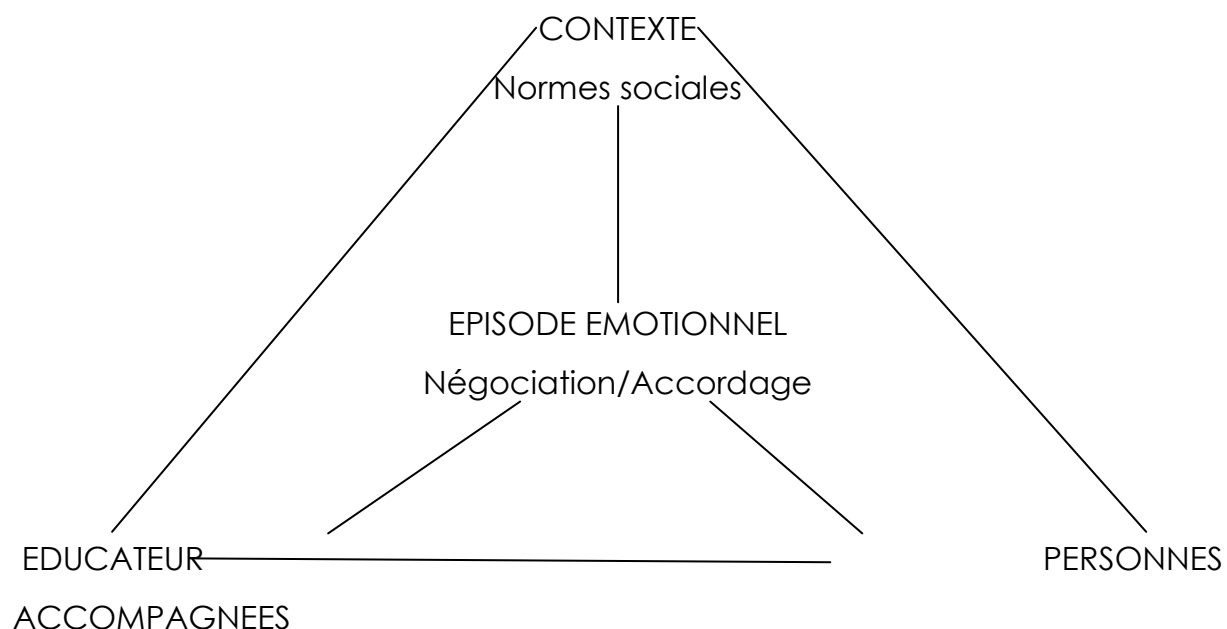 CONTEXTE
Normes sociales
EPISODE EMOTIONNEL
Négociation/Accordage
EDUCATEUR PERSONNES
ACCOMPAGNEES